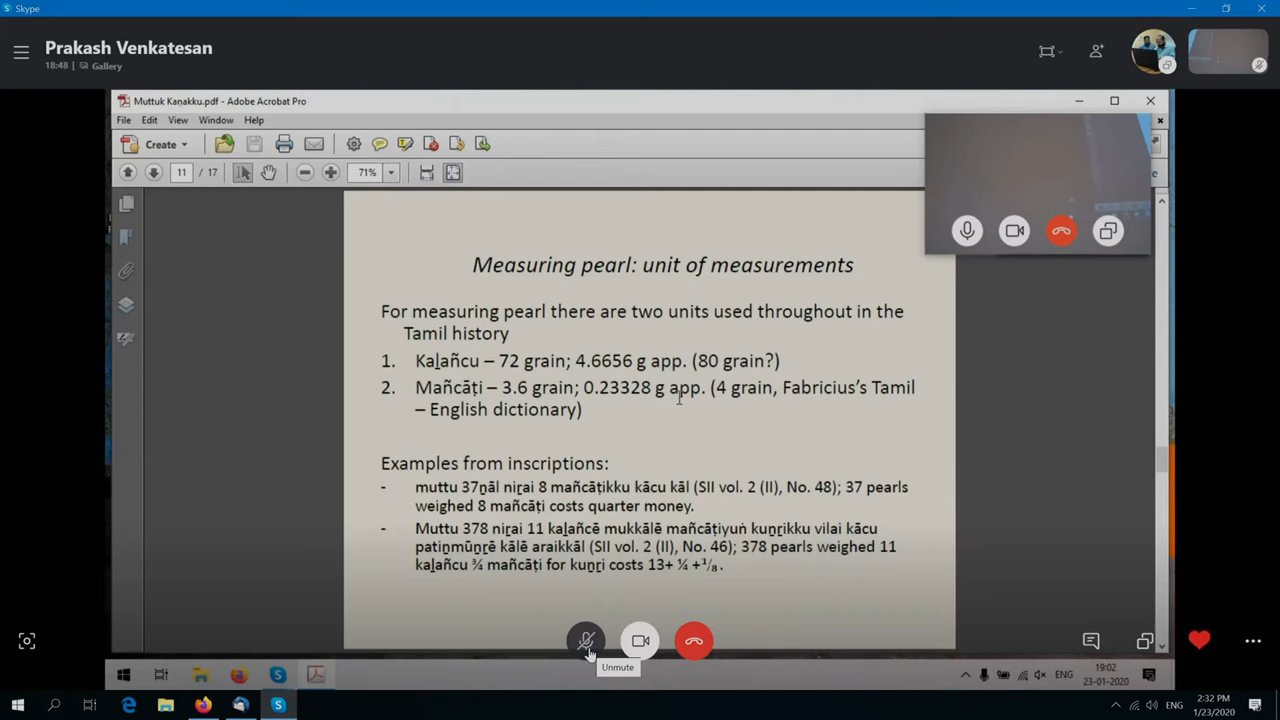 Skype
Prakash Venkatesan
18:48 | Gallery
Muttuk Kaṇakku.pdf - Adobe Acrobat Pro
File Edit View Window Help
Create
11 / 17
71%
Measuring pearl: unit of measurements
For measuring pearl there are two units used throughout in the
Tamil history
1. Kaḻañcu – 72 grain; 4.6656 g app. (80 grain?)
2. Mañcāṭi – 3.6 grain; 0.23328 g app. (4 grain, Fabricius’s Tamil
– English dictionary)
Examples from inscriptions:
- muttu 37ṉāl niṟai 8 mañcāṭikku kācu kāl (SII vol. 2 (II), No. 48); 37 pearls
weighed 8 mañcāṭi costs quarter money.
- Muttu 378 niṟai 11 kaḻañcē mukkālē mañcāṭiyuṅ kuṉṟikku vilai kācu
patiṉmūṉṟē kālē araikkāl (SII vol. 2 (II), No. 46); 378 pearls weighed 11
kaḻañcu ¾ mañcāṭi for kuṉṟi costs 13+ ¼ +⅟₈ .
Unmute
ENG
19:02
23-01-2020
ENG
2:32 PM
1/23/2020